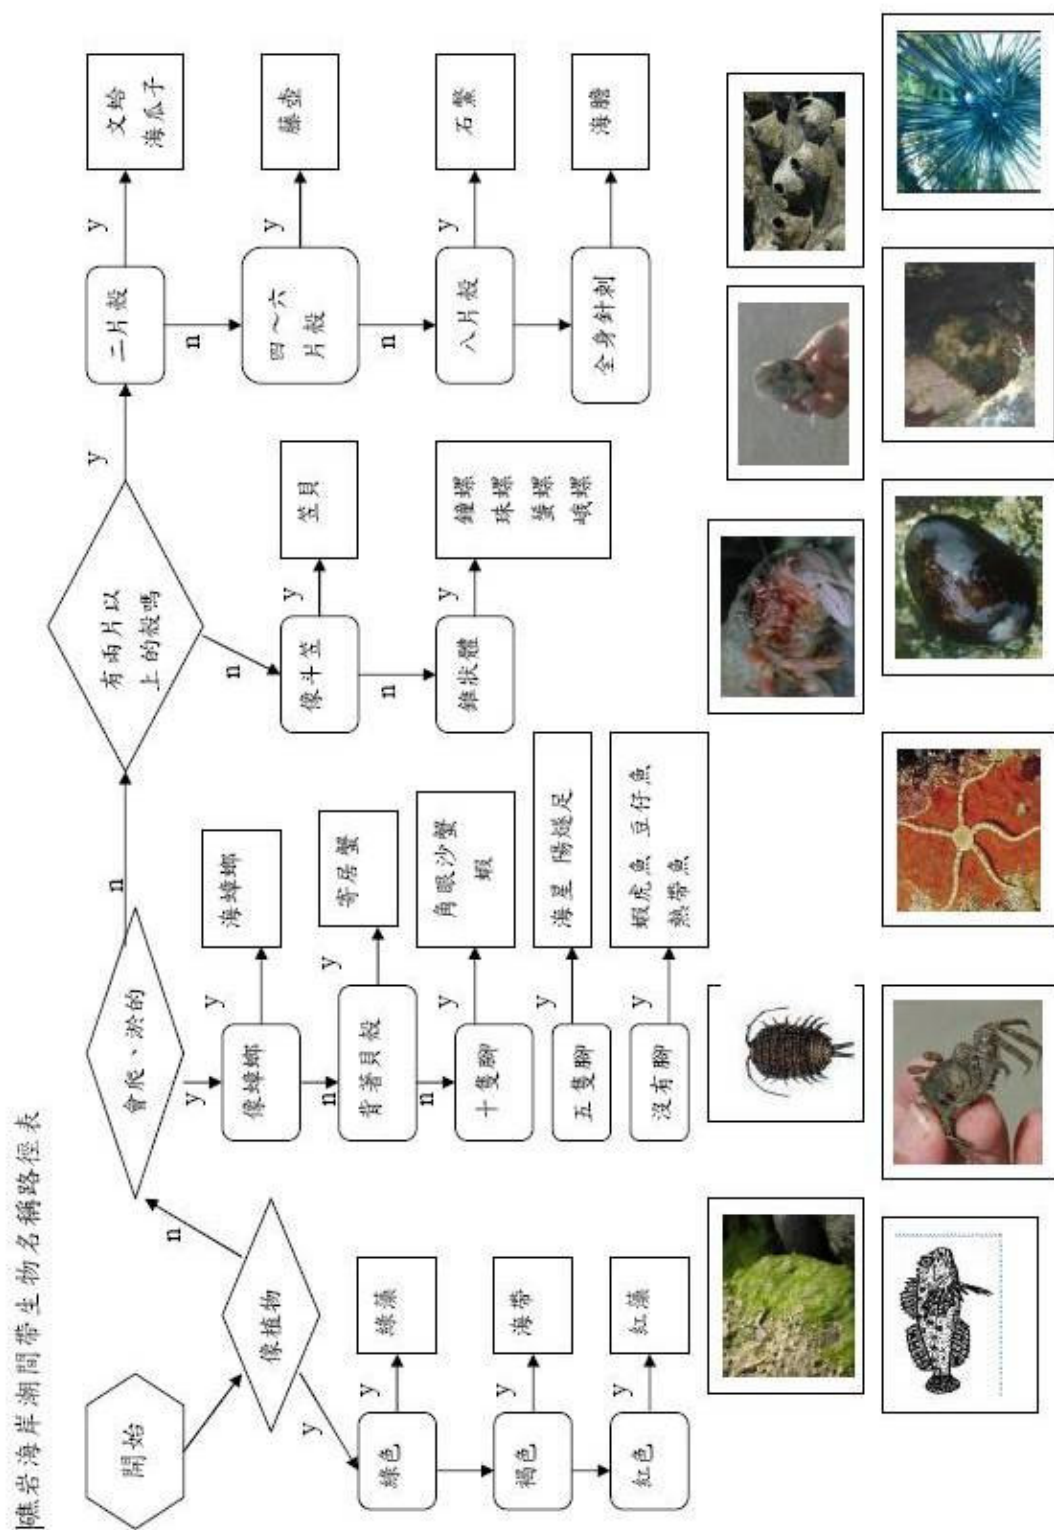 礁岩海岸潮間帶生物名稱路徑表
開始
像植物
n
y
綠色
y
綠藻
褐色
y
海帶
紅色
y
紅藻
會爬、淤的
n
y
像蟑螂
y
海蟑螂
n
背著貝殼
y
寄居蟹
n
十隻腳
y
角眼沙蟹
蝦
五隻腳
y
海星 陽燧足
沒有腳
y
蝦虎魚 豆仔魚
熱帶魚
有兩片以
上的殼嗎
y
n
像斗笠
y
笠貝
n
錐狀體
y
鐘螺
珠螺
蜑螺
峨螺
二片殼
y
文蛤
海瓜子
n
四～六
片殼
y
藤壺
n
八片殼
y
石鱉
全身針刺
海膽